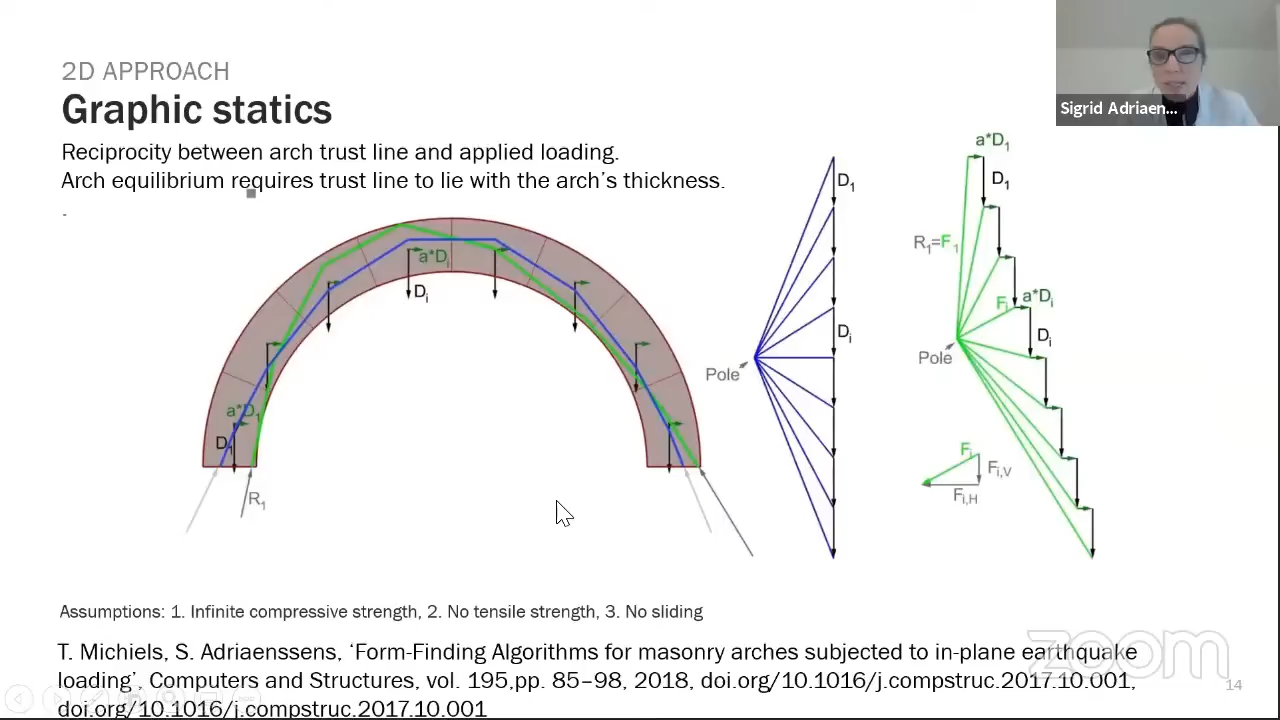 2D APPROACH
Graphic statics
Reciprocity between arch trust line and applied loading.
Arch equilibrium requires trust line to lie with the arch's thickness.
-
Sigrid Adriaen...
a*Di
Di
a*D1
D1
R1
D1
Di
Pole
a*D1
D1
R1=F1
Fi
a*Di
Di
Pole
Fi
Fi,V
Fi,H
Assumptions: 1. Infinite compressive strength, 2. No tensile strength, 3. No sliding
T. Michiels, S. Adriaenssens, 'Form-Finding Algorithms for masonry arches subjected to in-plane earthquake
loading', Computers and Structures, vol. 195,pp. 85–98, 2018, doi.org/10.1016/j.compstruc.2017.10.001,
doi.org/10.1016/j.compstruc.2017.10.001
zoom
14